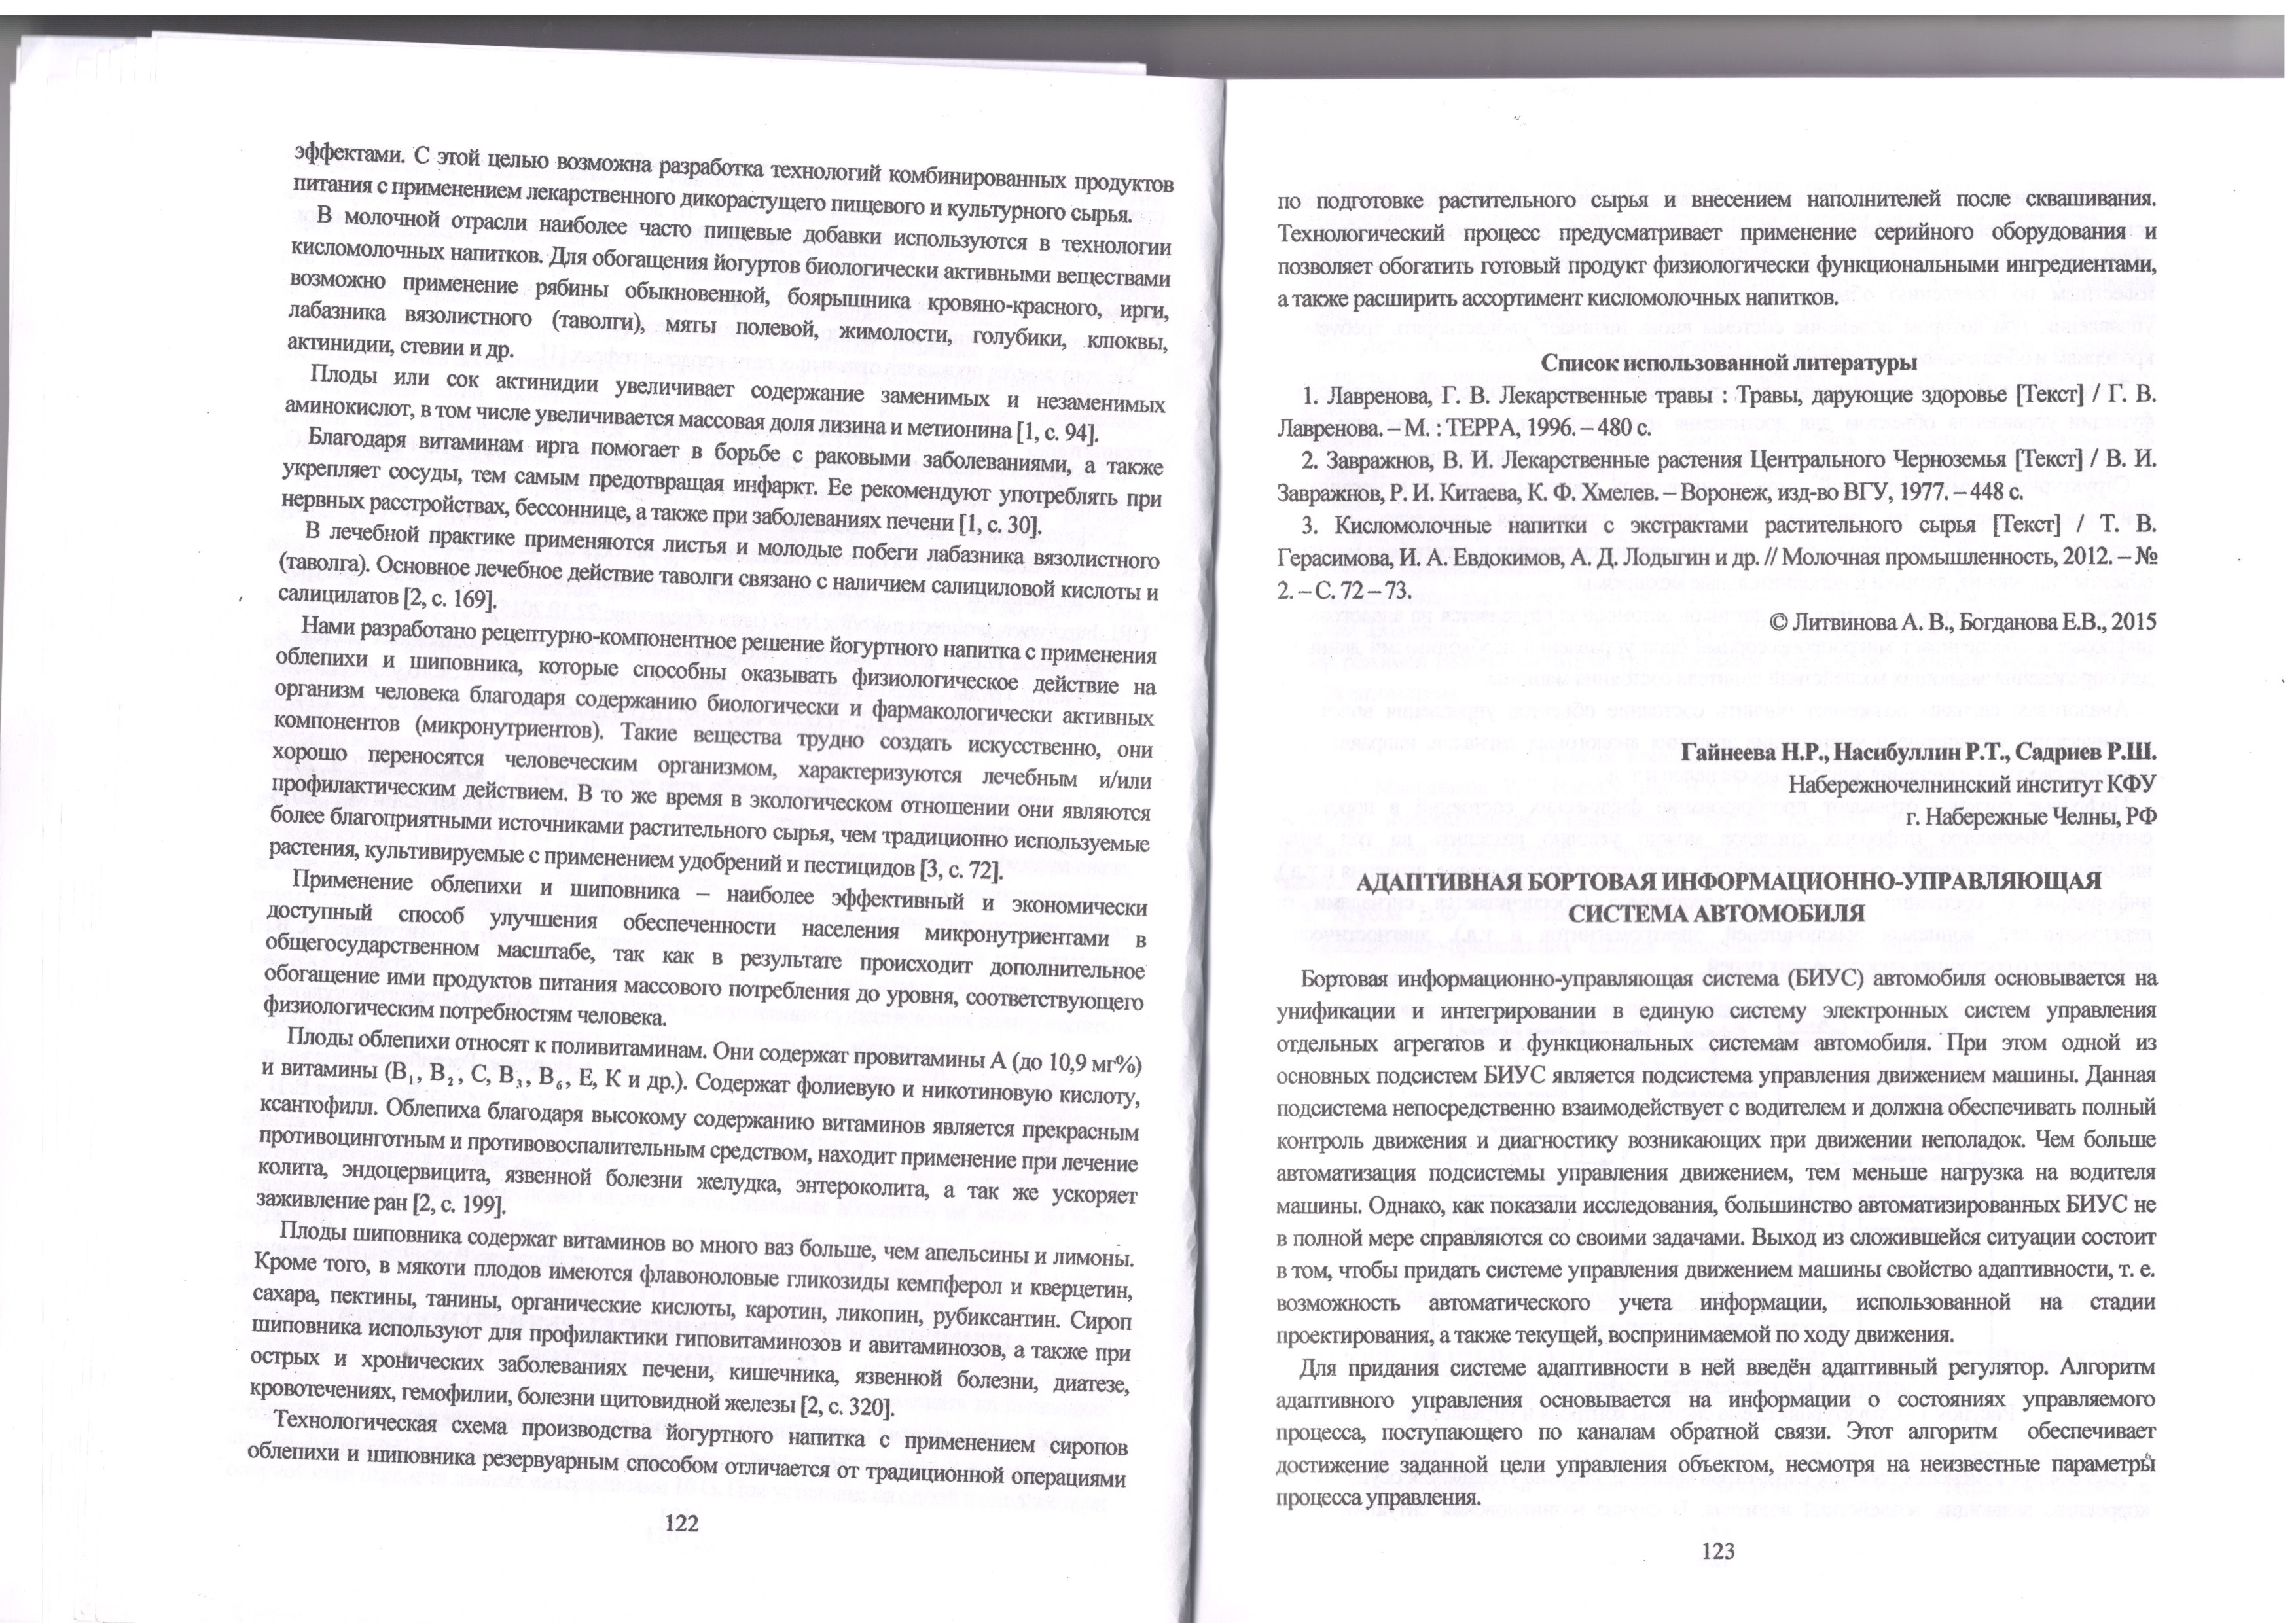 эффектами. С этой целью возможна разработка технологий комбинированных продуктов
питания с применением лекарственного дикорастущего пищевого и культурного сырья.
В молочной отрасли наиболее часто пищевые добавки используются в технологии
кисломолочных напитков. Для обогащения йогуртов биологически активными веществами
возможно применение рябины обыкновенной, боярышника кровяно-красного, ирги,
лабазника вязолистного (таволги), мяты полевой, жимолости, голубики, клюквы,
актинидии, стевии и др.
Плоды или сок актинидии увеличивает содержание заменимых и незаменимых
аминокислот, в том числе увеличивается массовая доля лизина и метионина [1, с. 94].
Благодаря витаминам ирга помогает в борьбе с раковыми заболеваниями, а также
укрепляет сосуды, тем самым предотвращая инфаркт. Ее рекомендуют употреблять при
нервных расстройствах, бессоннице, а также при заболеваниях печени [1, с. 30].
В лечебной практике применяются листья и молодые побеги лабазника вязолистного
(таволга). Основное лечебное действие таволги связано с наличием салициловой кислоты и
салицилатов [2, с. 169].
Нами разработано рецептурно-компонентное решение йогуртного напитка с применения
облепихи и шиповника, которые способны оказывать физиологическое действие на
организм человека благодаря содержанию биологически и фармакологически активных
компонентов (микронутриентов). Такие вещества трудно создать искусственно, они
хорошо переносятся человеческим организмом, характеризуются лечебным и/или
профилактическим действием. В то же время в экологическом отношении они являются
более благоприятными источниками растительного сырья, чем традиционно используемые
растения, культивируемые с применением удобрений и пестицидов [3, с. 72].
Применение облепихи и шиповника – наиболее эффективный и экономически
доступный способ улучшения обеспеченности населения микронутриентами в
общегосударственном масштабе, так как в результате происходит дополнительное
обогащение ими продуктов питания массового потребления до уровня, соответствующего
физиологическим потребностям человека.
Плоды облепихи относят к поливитаминам. Они содержат провитамины А (до 10,9 мг%)
и витамины (В₁, В₂, С, В₃, В₆, Е, К и др.). Содержат фолиевую и никотиновую кислоту,
ксантофилл. Облепиха благодаря высокому содержанию витаминов является прекрасным
противоцинготным и противовоспалительным средством, находит применение при лечение
колита, эндоцервицита, язвенной болезни желудка, энтероколита, а так же ускоряет
заживление ран [2, с. 199].
Плоды шиповника содержат витаминов во много ваз больше, чем апельсины и лимоны.
Кроме того, в мякоти плодов имеются флавоноловые гликозиды кемпферол и кверцетин,
сахара, пектины, танины, органические кислоты, каротин, ликопин, рубиксантин. Сироп
шиповника используют для профилактики гиповитаминозов и авитаминозов, а также при
острых и хронических заболеваниях печени, кишечника, язвенной болезни, диатезе,
кровотечениях, гемофилии, болезни щитовидной железы [2, с. 320].
Технологическая схема производства йогуртного напитка с применением сиропов
облепихи и шиповника резервуарным способом отличается от традиционной операциями
122
по подготовке растительного сырья и внесением наполнителей после сквашивания.
Технологический процесс предусматривает применение серийного оборудования и
позволяет обогатить готовый продукт физиологически функциональными ингредиентами,
а также расширить ассортимент кисломолочных напитков.
Список использованной литературы
1. Лавренова, Г. В. Лекарственные травы : Травы, дарующие здоровье [Текст] / Г. В.
Лавренова. – М. : ТЕРРА, 1996. – 480 с.
2. Завражнов, В. И. Лекарственные растения Центрального Черноземья [Текст] / В. И.
Завражнов, Р. И. Китаева, К. Ф. Хмелев. – Воронеж, изд-во ВГУ, 1977. – 448 с.
3. Кисломолочные напитки с экстрактами растительного сырья [Текст] / Т. В.
Герасимова, И. А. Евдокимов, А. Д. Лодыгин и др. // Молочная промышленность, 2012. – №
2. – С. 72 – 73.
© Литвинова А. В., Богданова Е.В., 2015
Гайнеева Н.Р., Насибуллин Р.Т., Садриев Р.Ш.
Набережночелнинский институт КФУ
г. Набережные Челны, РФ
АДАПТИВНАЯ БОРТОВАЯ ИНФОРМАЦИОННО-УПРАВЛЯЮЩАЯ
СИСТЕМА АВТОМОБИЛЯ
Бортовая информационно-управляющая система (БИУС) автомобиля основывается на
унификации и интегрировании в единую систему электронных систем управления
отдельных агрегатов и функциональных системам автомобиля. При этом одной из
основных подсистем БИУС является подсистема управления движением машины. Данная
подсистема непосредственно взаимодействует с водителем и должна обеспечивать полный
контроль движения и диагностику возникающих при движении неполадок. Чем больше
автоматизация подсистемы управления движением, тем меньше нагрузка на водителя
машины. Однако, как показали исследования, большинство автоматизированных БИУС не
в полной мере справляются со своими задачами. Выход из сложившейся ситуации состоит
в том, чтобы придать системе управления движением машины свойство адаптивности, т. е.
возможность автоматического учета информации, использованной на стадии
проектирования, а также текущей, воспринимаемой по ходу движения.
Для придания системе адаптивности в ней введён адаптивный регулятор. Алгоритм
адаптивного управления основывается на информации о состояниях управляемого
процесса, поступающего по каналам обратной связи. Этот алгоритм обеспечивает
достижение заданной цели управления объектом, несмотря на неизвестные параметры
процесса управления.
123